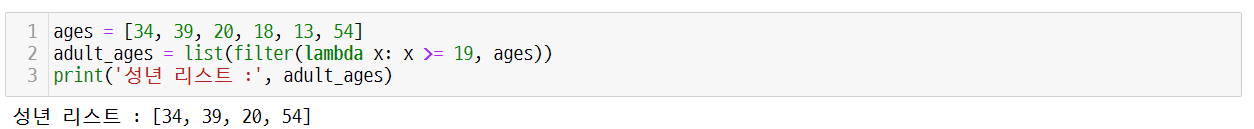 1 ages = [34, 39, 20, 18, 13, 54]
2 adult_ages = list(filter(lambda x: x >= 19, ages))
3 print('성년 리스트 :', adult_ages)
성년 리스트 : [34, 39, 20, 54]